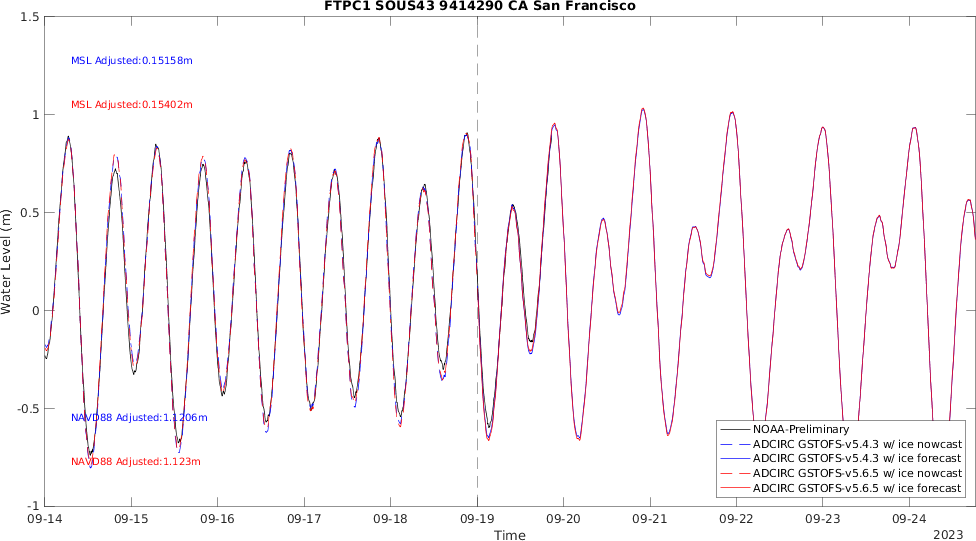 FTPC1 SOUS43 9414290 CA San Francisco
1.5
1
0.5
0
-0.5
-1
Water Level (m)
MSL Adjusted:0.15158m
MSL Adjusted:0.15402m
NAVD88 Adjusted:1.1206m
NAVD88 Adjusted:1.123m
NOAA-Preliminary
ADCIRC GSTOFS-v5.4.3 w/ ice nowcast
ADCIRC GSTOFS-v5.4.3 w/ ice forecast
ADCIRC GSTOFS-v5.6.5 w/ ice nowcast
ADCIRC GSTOFS-v5.6.5 w/ ice forecast
09-14 09-15 09-16 09-17 09-18 09-19 09-20 09-21 09-22 09-23 09-24
Time
2023